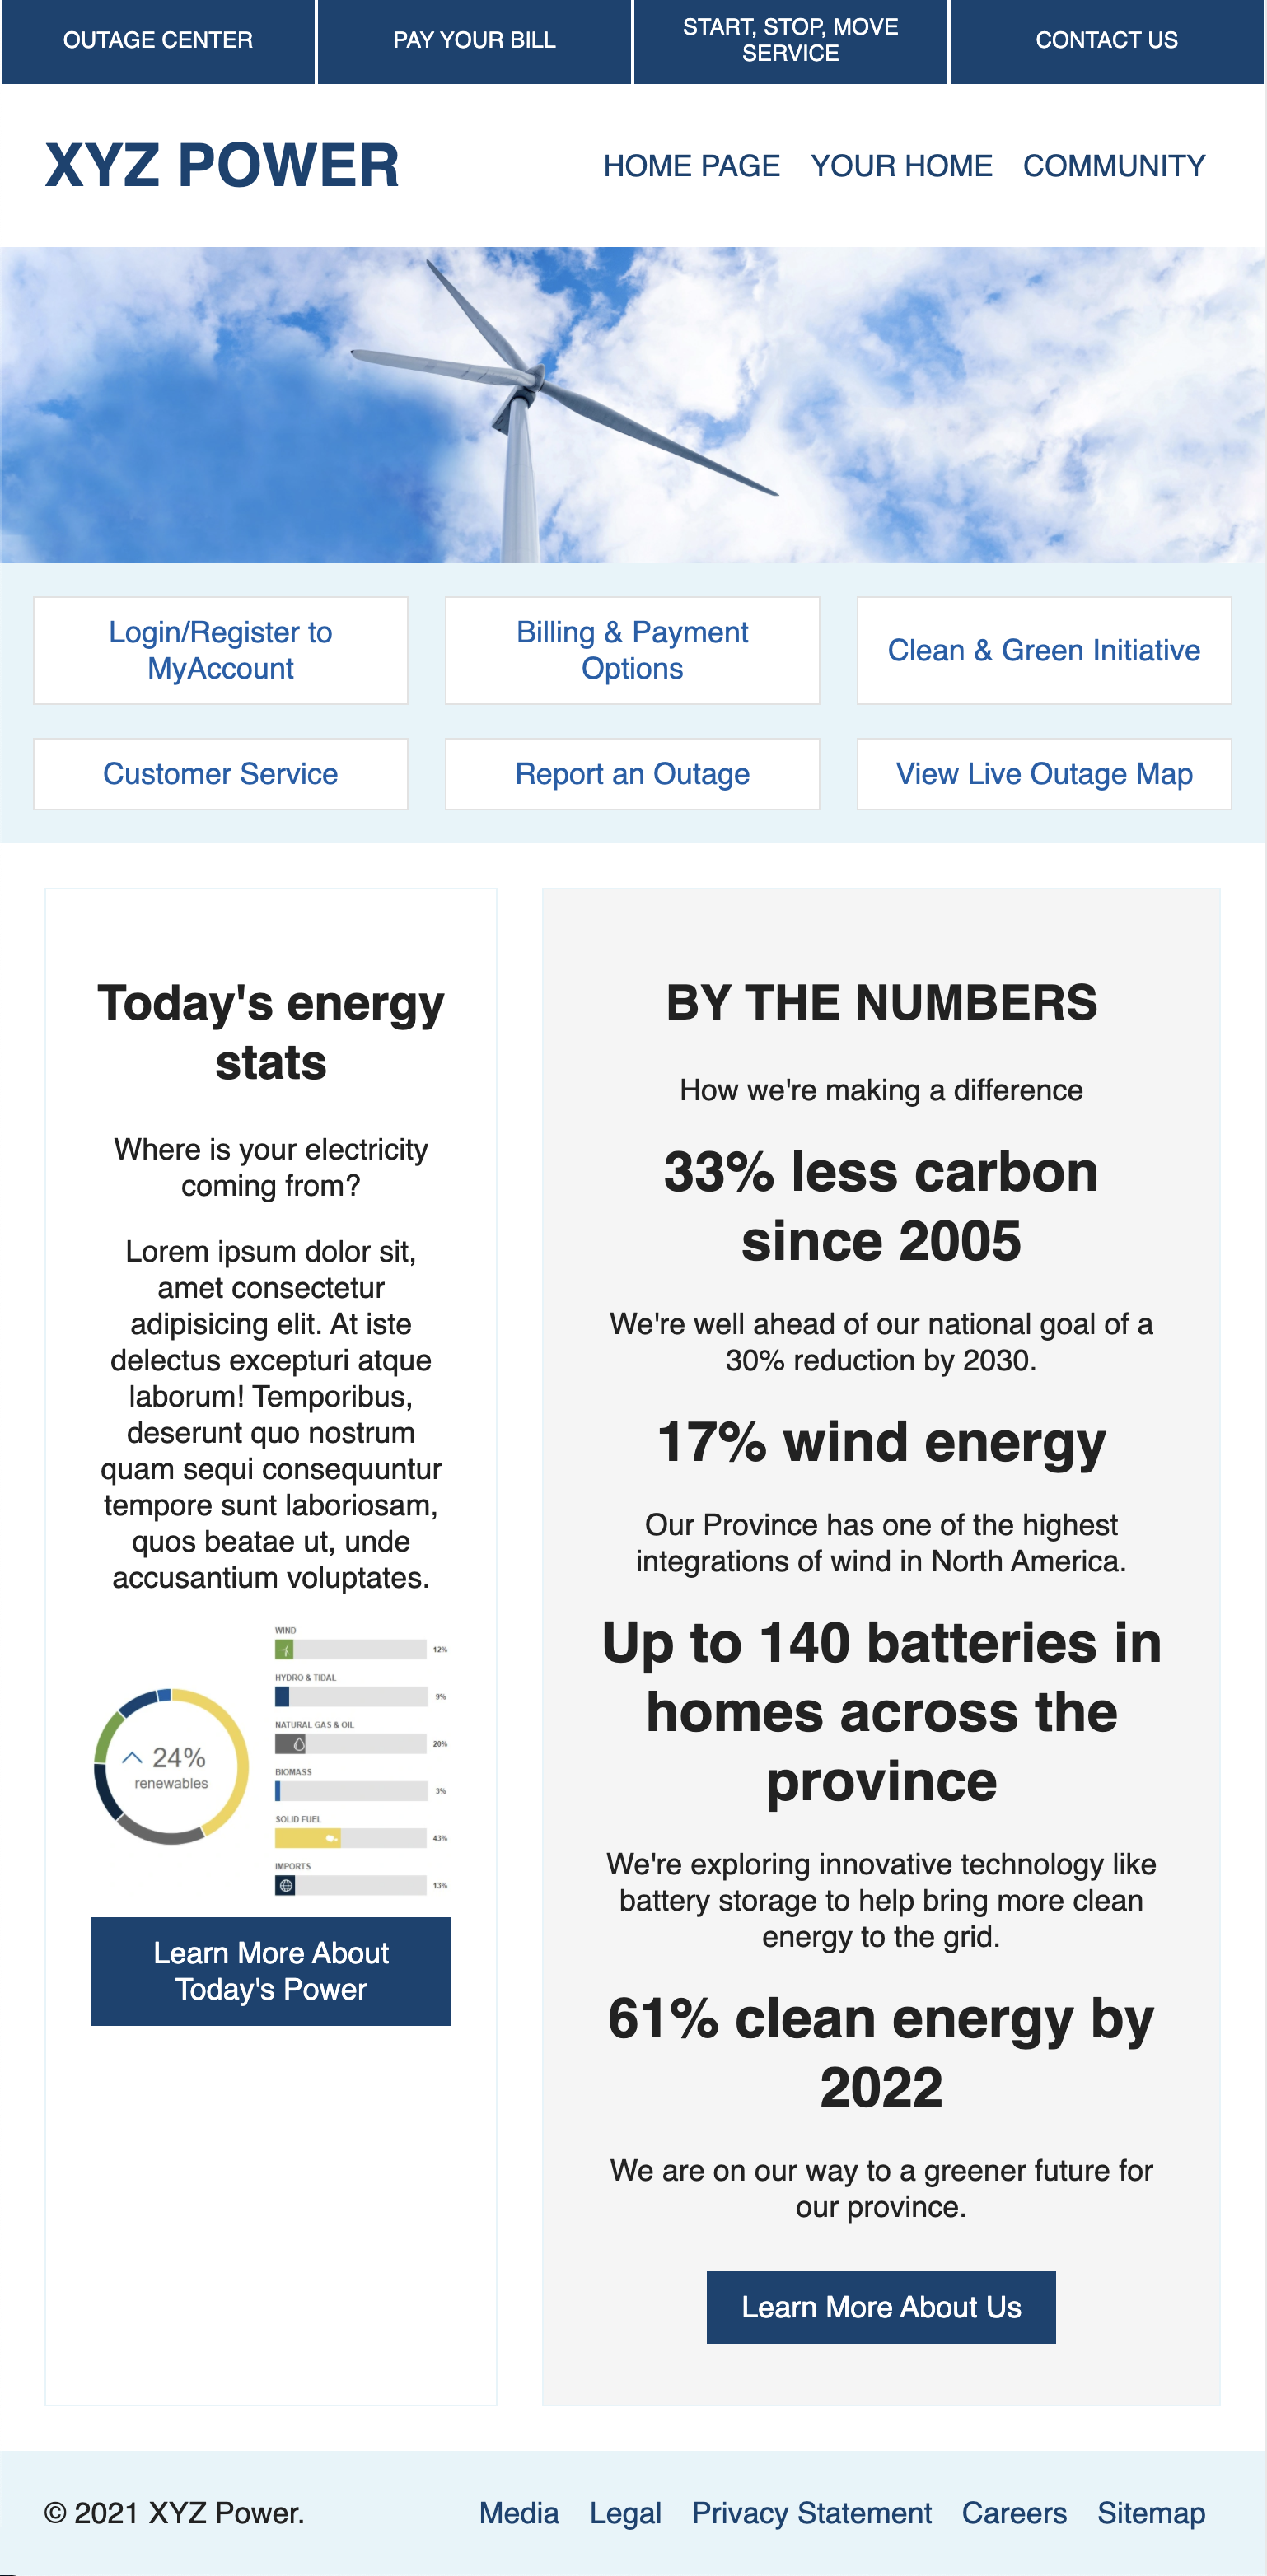 OUTAGE CENTER
PAY YOUR BILL
START, STOP, MOVE
SERVICE
CONTACT US
XYZ POWER
HOME PAGE
YOUR HOME
COMMUNITY
Login/Register to
MyAccount
Billing & Payment
Options
Clean & Green Initiative
Customer Service
Report an Outage
View Live Outage Map
Today's energy
stats
Where is your electricity
coming from?
Lorem ipsum dolor sit,
amet consectetur
adipisicing elit. At iste
delectus excepturi atque
laborum! Temporibus,
deserunt quo nostrum
quam sequi consequuntur
tempore sunt laboriosam,
quos beatae ut, unde
accusantium voluptates.
24%
renewables
WIND
12%
HYDRO & TIDAL
9%
NATURAL GAS & OIL
20%
BIOMASS
3%
SOLID FUEL
43%
IMPORTS
13%
Learn More About
Today's Power
BY THE NUMBERS
How we're making a difference
33% less carbon
since 2005
We're well ahead of our national goal of a
30% reduction by 2030.
17% wind energy
Our Province has one of the highest
integrations of wind in North America.
Up to 140 batteries in
homes across the
province
We're exploring innovative technology like
battery storage to help bring more clean
energy to the grid.
61% clean energy by
2022
We are on our way to a greener future for
our province.
Learn More About Us
© 2021 XYZ Power.
Media
Legal
Privacy Statement
Careers
Sitemap